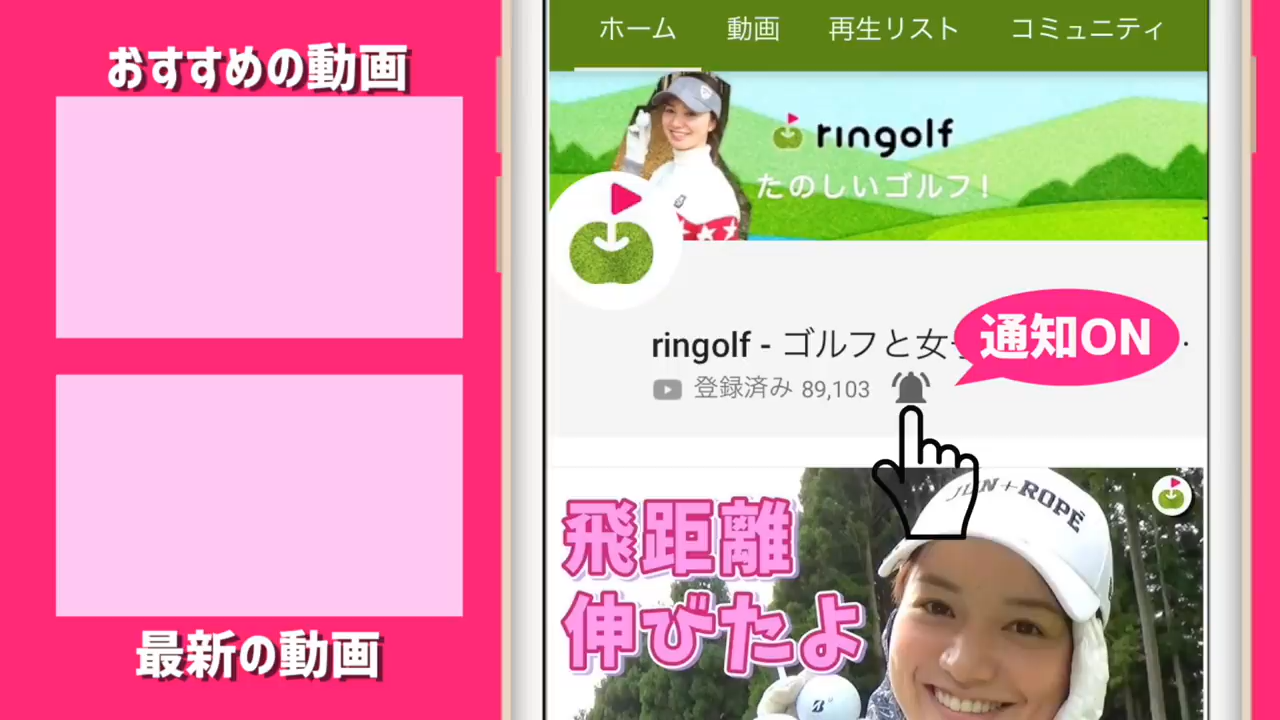 おすすめの動画
最新の動画
ホーム 動画 再生リスト コミュニティ
ringolf
たのしいゴルフ!
ringolf - ゴルフと女
通知ON
登録済み 89,103
飛距離
伸びたよ
JUN+ROPÉ
B